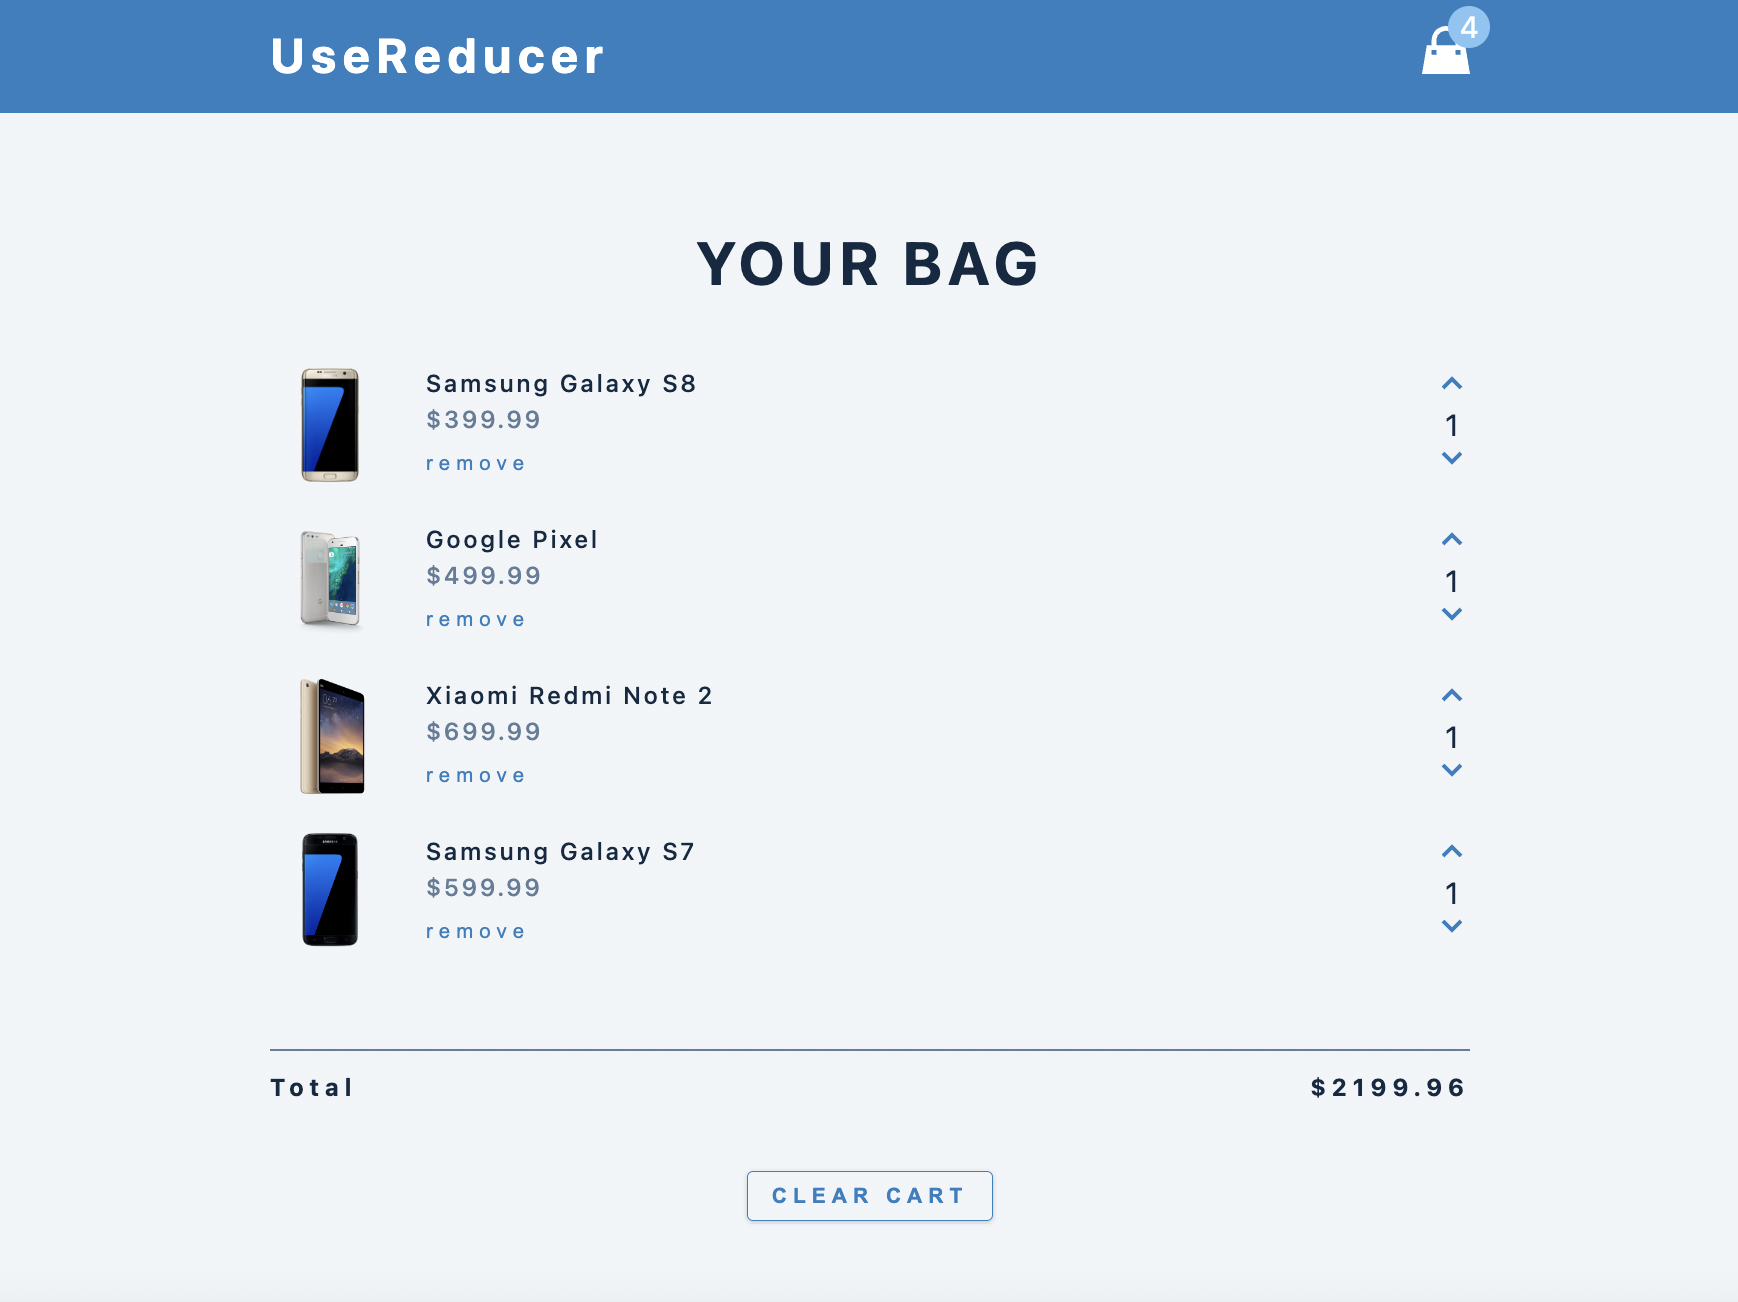 UseReducer
4
YOUR BAG
Samsung Galaxy S8
$399.99
remove
1
Google Pixel
$499.99
remove
1
Xiaomi Redmi Note 2
$699.99
remove
1
Samsung Galaxy S7
$599.99
remove
1
Total
$2199.96
CLEAR CART